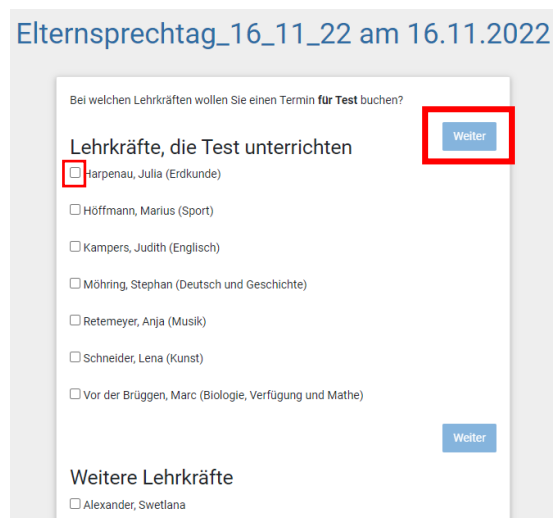 Elternsprechtag_16_11_22 am 16.11.2022
Bei welchen Lehrkräften wollen Sie einen Termin für Test buchen?
Weiter
Lehrkräfte, die Test unterrichten
Harpenau, Julia (Erdkunde)
Höffmann, Marius (Sport)
Kampers, Judith (Englisch)
Möhring, Stephan (Deutsch und Geschichte)
Retemeyer, Anja (Musik)
Schneider, Lena (Kunst)
Vor der Brüggen, Marc (Biologie, Verfügung und Mathe)
Weiter
Weitere Lehrkräfte
Alexander, Swetlana